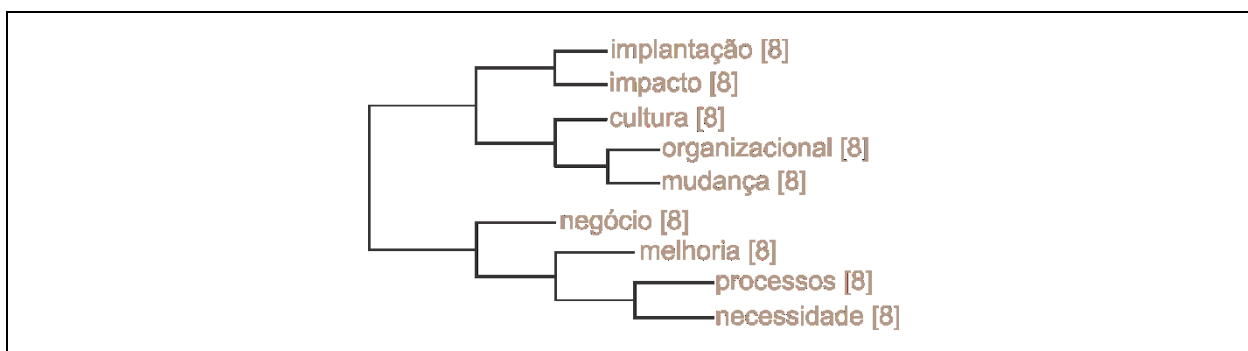 implantação [8]
impacto [8]
cultura [8]
organizacional [8]
mudança [8]
negócio [8]
melhoria [8]
processos [8]
necessidade [8]